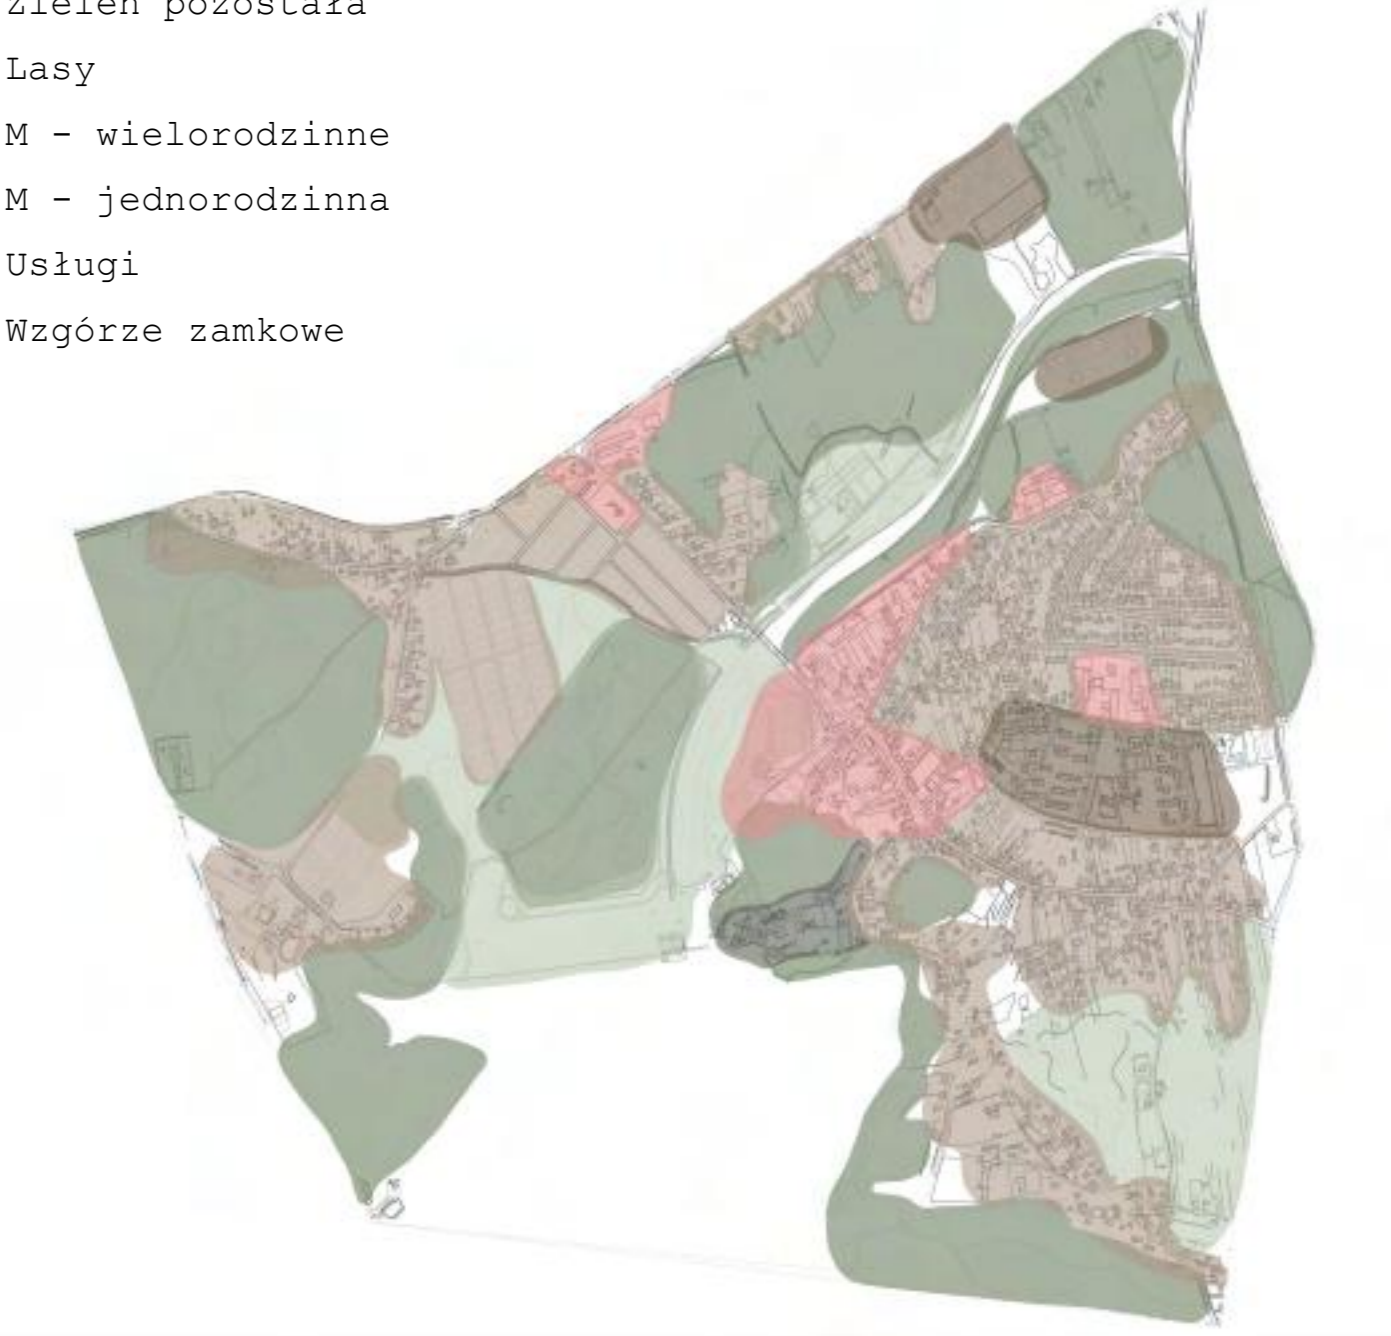 Zieleń pozostała
Lasy
M - wielorodzinne
M - jednorodzinna
Usługi
Wzgórze zamkowe